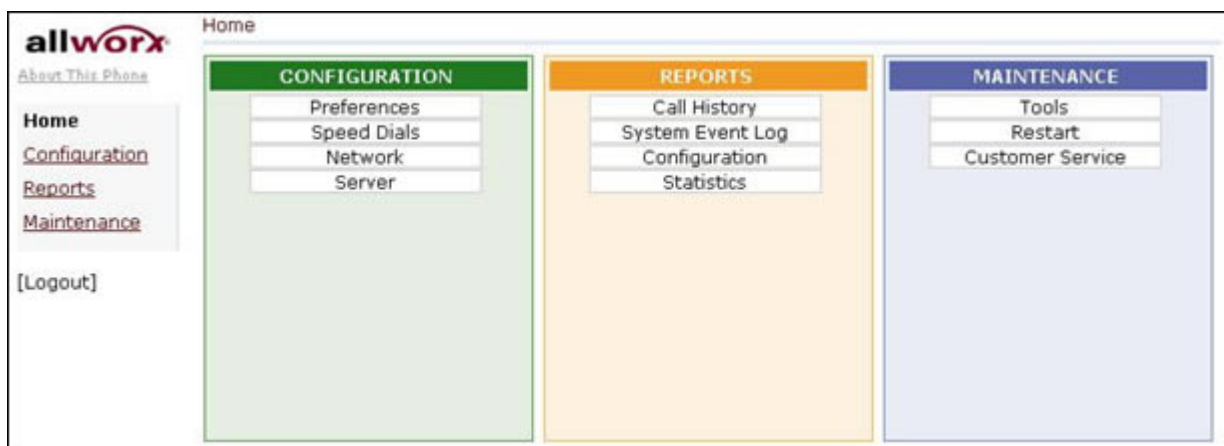 allworx
About This Phone
Home
Configuration
Reports
Maintenance
[Logout]
Home
CONFIGURATION
Preferences
Speed Dials
Network
Server
REPORTS
Call History
System Event Log
Configuration
Statistics
MAINTENANCE
Tools
Restart
Customer Service